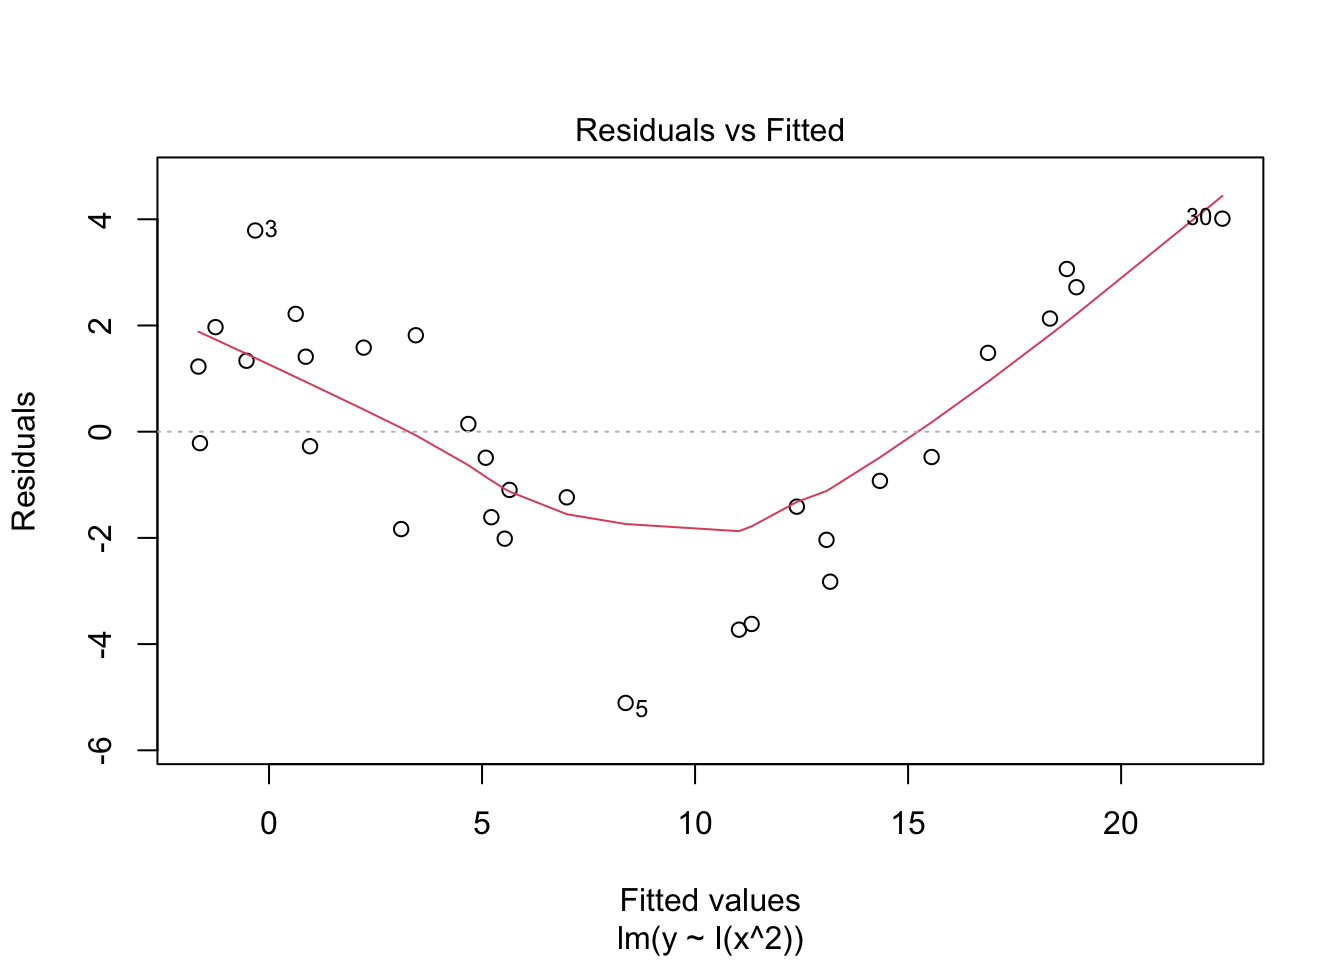 Residuals vs Fitted
Residuals
4
2
0
-2
-4
-6
3
30
5
0 5 10 15 20
Fitted values
lm(y ~ I(x^2))